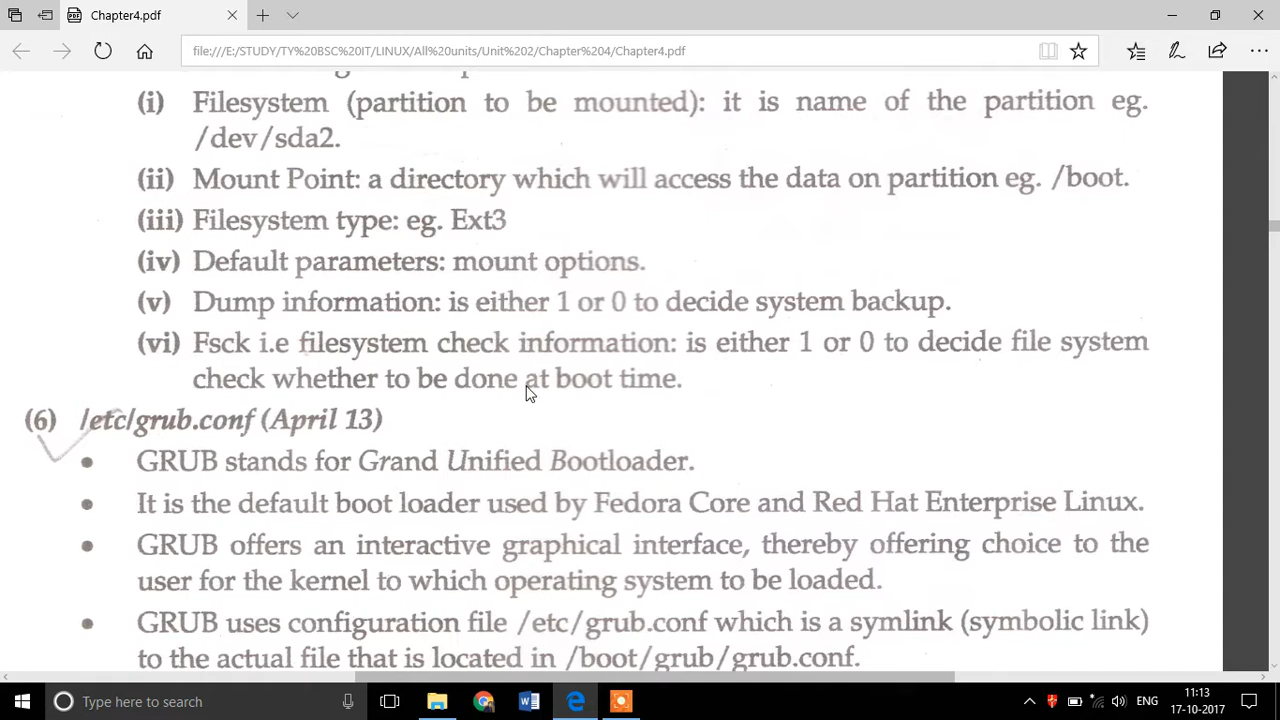 Chapter4.pdf
file:///E:/STUDY/TY%20BSC%20IT/LINUX/All%20units/Unit%202/Chapter%204/Chapter4.pdf
(i) Filesystem (partition to be mounted): it is name of the partition eg.
/dev/sda2.
(ii) Mount Point: a directory which will access the data on partition eg. /boot.
(iii) Filesystem type: eg. Ext3
(iv) Default parameters: mount options.
(v) Dump information: is either 1 or 0 to decide system backup.
(vi) Fsck i.e filesystem check information: is either 1 or 0 to decide file system
check whether to be done at boot time.
(6) /etc/grub.conf (April 13)
• GRUB stands for Grand Unified Bootloader.
• It is the default boot loader used by Fedora Core and Red Hat Enterprise Linux.
• GRUB offers an interactive graphical interface, thereby offering choice to the
user for the kernel to which operating system to be loaded.
• GRUB uses configuration file /etc/grub.conf which is a symlink (symbolic link)
to the actual file that is located in /boot/grub/grub.conf.
Type here to search
ENG
11:13
17-10-2017